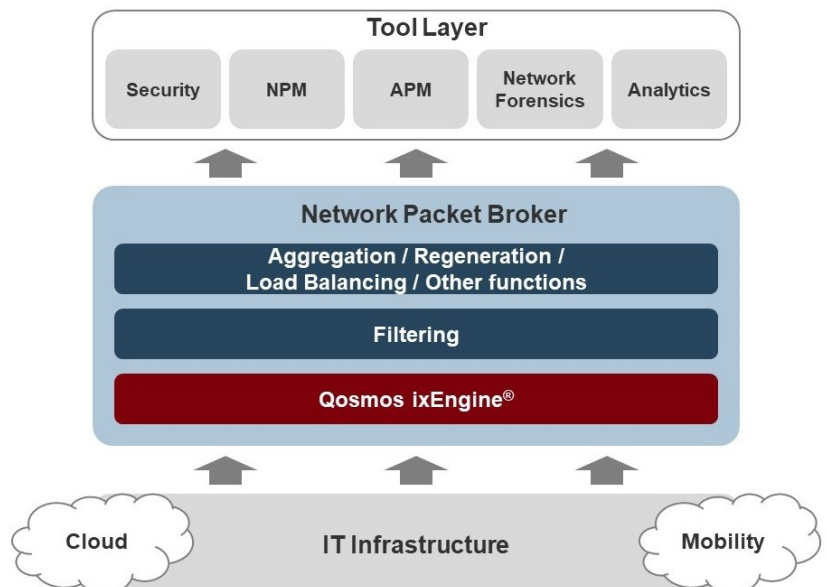 Tool Layer
Security
NPM
APM
Network
Forensics
Analytics
Network Packet Broker
Aggregation / Regeneration /
Load Balancing / Other functions
Filtering
Qosmos ixEngine®
Cloud
IT Infrastructure
Mobility